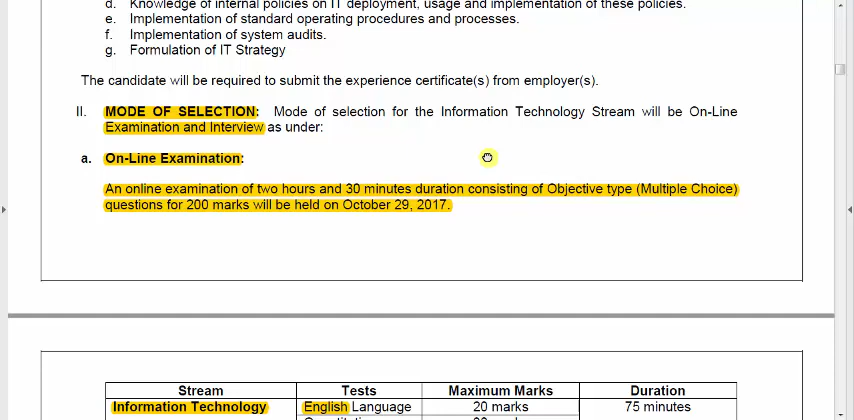 d. Knowledge of internal policies on IT deployment, usage and implementation of these policies.
e. Implementation of standard operating procedures and processes.
f. Implementation of system audits.
g. Formulation of IT Strategy
The candidate will be required to submit the experience certificate(s) from employer(s).
II. MODE OF SELECTION: Mode of selection for the Information Technology Stream will be On-Line
Examination and Interview as under:
a. On-Line Examination:
An online examination of two hours and 30 minutes duration consisting of Objective type (Multiple Choice)
questions for 200 marks will be held on October 29, 2017.
Stream Tests Maximum Marks Duration
Information Technology English Language 20 marks 75 minutes